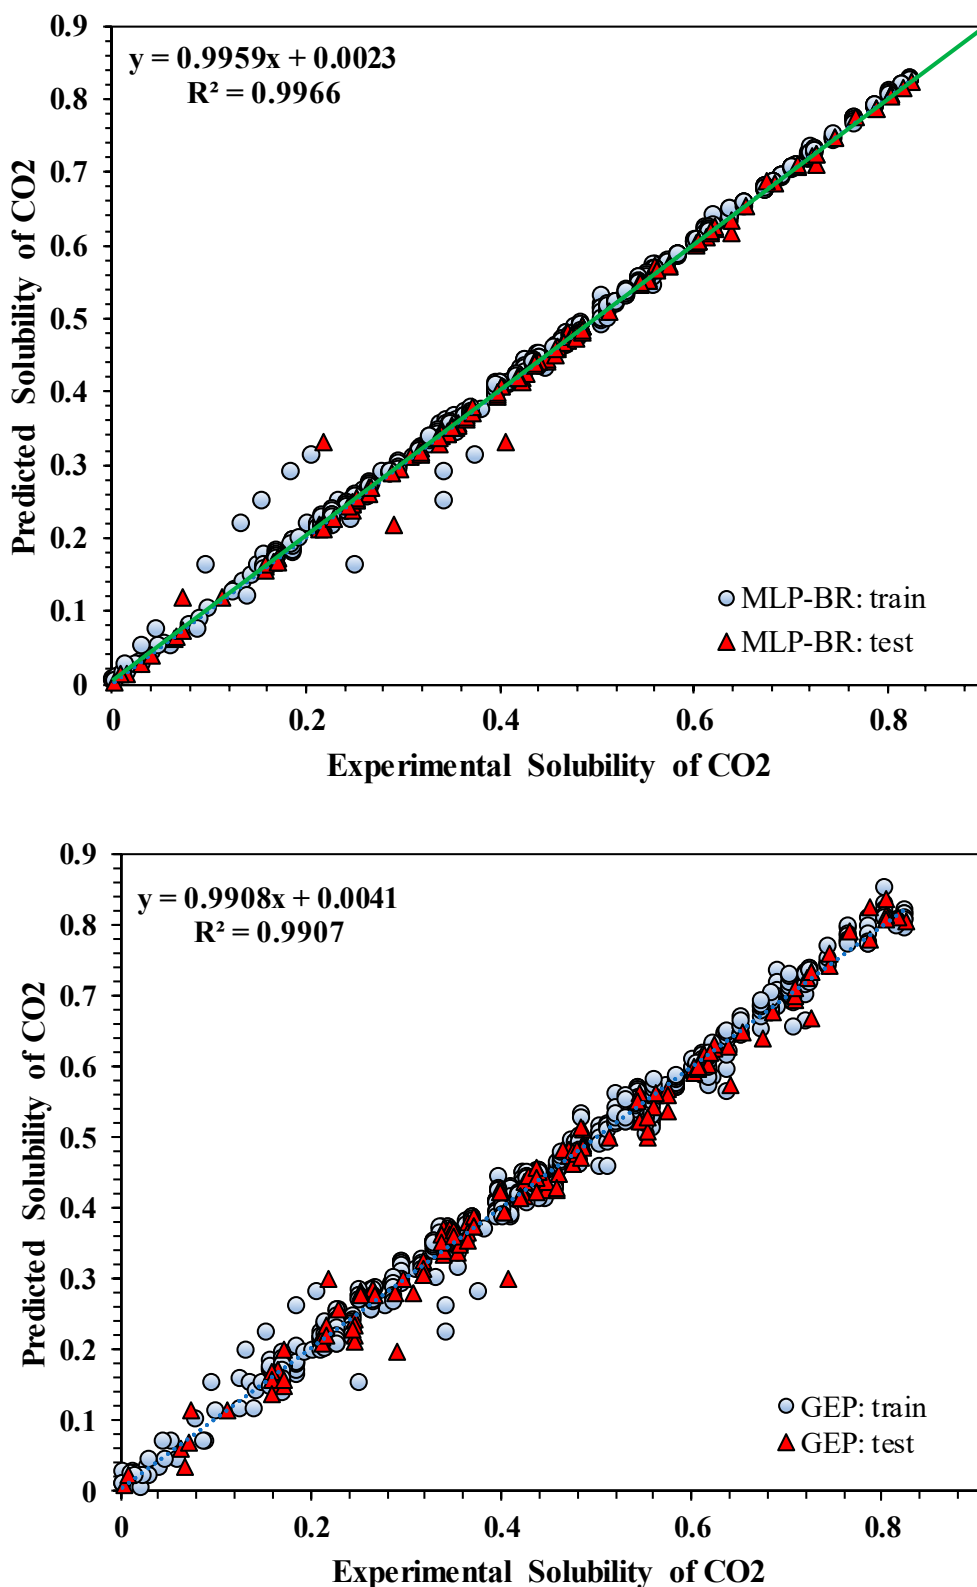 0.9
y = 0.9959x + 0.0023
R² = 0.9966
0.8
0.7
0.6
0.5
0.4
0.3
0.2
0.1
0
Predicted Solubility of CO2
MLP-BR: train
MLP-BR: test
0 0.2 0.4 0.6 0.8
Experimental Solubility of CO2
0.9
y = 0.9908x + 0.0041
R² = 0.9907
0.8
0.7
0.6
0.5
0.4
0.3
0.2
0.1
0
Predicted Solubility of CO2
GEP: train
GEP: test
0 0.2 0.4 0.6 0.8
Experimental Solubility of CO2